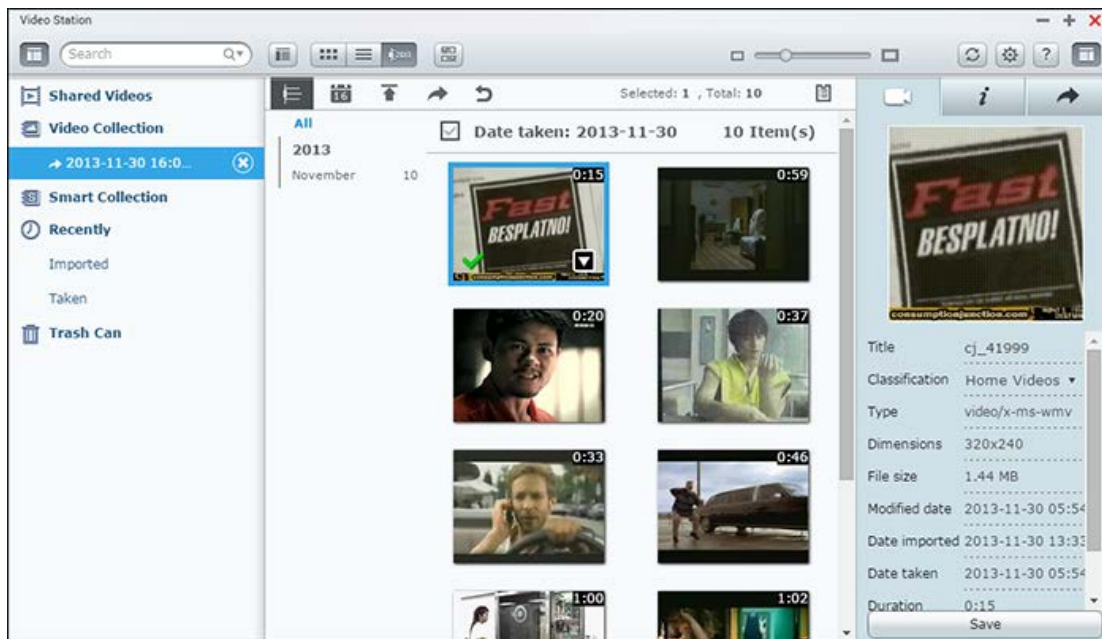 Video Station
Search
2013
16
Selected: 1 , Total: 10
Shared Videos
Video Collection
2013-11-30 16:0...
Smart Collection
Recently
Imported
Taken
Trash Can
All
2013
November 10
Date taken: 2013-11-30 10 Item(s)
0:15
Fast
BESPLATNO!
0:59
0:20
0:37
0:33
0:46
1:00
1:02
Fast
BESPLATNO!
consumptionjunction.com
Title cj_41999
Classification Home Videos
Type video/x-ms-wmv
Dimensions 320x240
File size 1.44 MB
Modified date 2013-11-30 05:54
Date imported 2013-11-30 13:33
Date taken 2013-11-30 05:54
Duration 0:15
Save